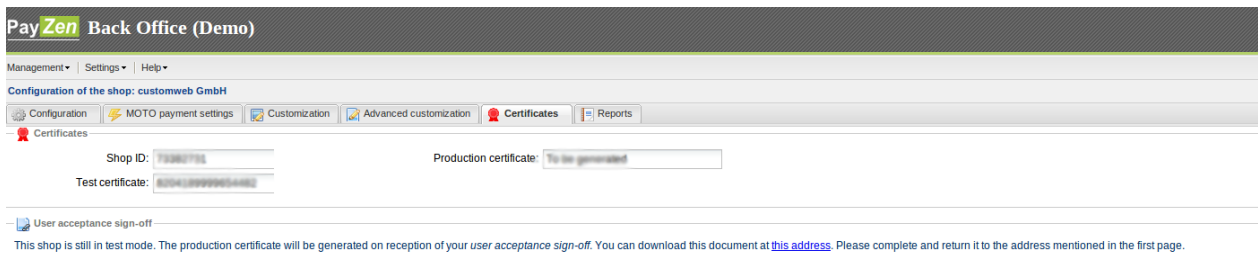 PayZen Back Office (Demo)
Management Settings Help
Configuration of the shop: customweb GmbH
Configuration MOTO payment settings Customization Advanced customization Certificates Reports
Certificates
Shop ID: Production certificate: To be generated
Test certificate:
User acceptance sign-off
This shop is still in test mode. The production certificate will be generated on reception of your user acceptance sign-off. You can download this document at this address. Please complete and return it to the address mentioned in the first page.